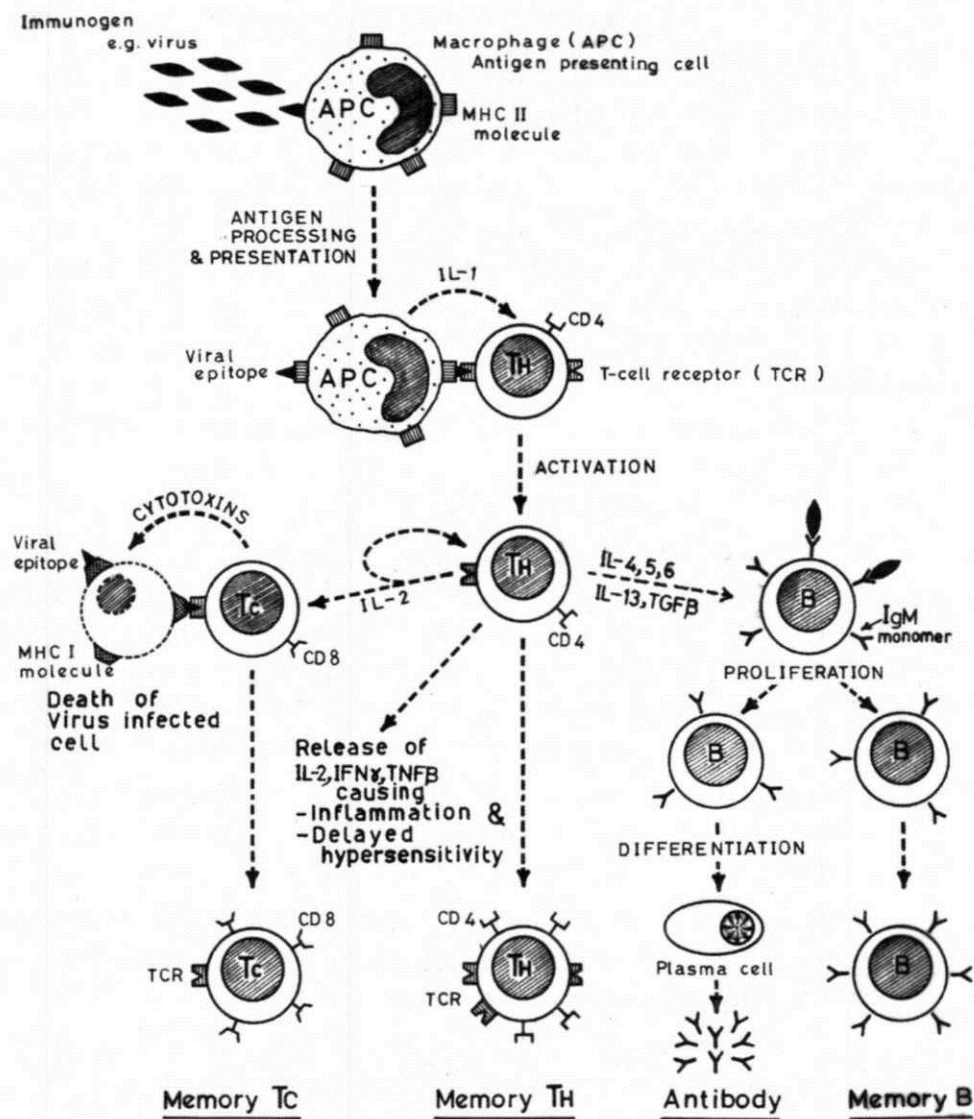 Immunogen
e.g. virus
Macrophage (APC)
Antigen presenting cell
APC
MHC II
molecule
ANTIGEN
PROCESSING
& PRESENTATION
IL-1
CD4
Viral
epitope
APC
TH
T-cell receptor (TCR)
ACTIVATION
CYTOTOXINS
Viral
epitope
TC
IL-2
TH
IL-4,5,6
IL-13,TGFB
B
IgM
monomer
CD8
CD4
MHC I
molecule
PROLIFERATION
Death of
Virus infected
cell
B
B
Release of
IL-2,IFNγ,TNFB
causing
-Inflammation &
-Delayed
hypersensitivity
DIFFERENTIATION
CD8
CD4
TCR
TC
TCR
TH
Plasma cell
B
Memory TC
Memory TH
Antibody
Memory B